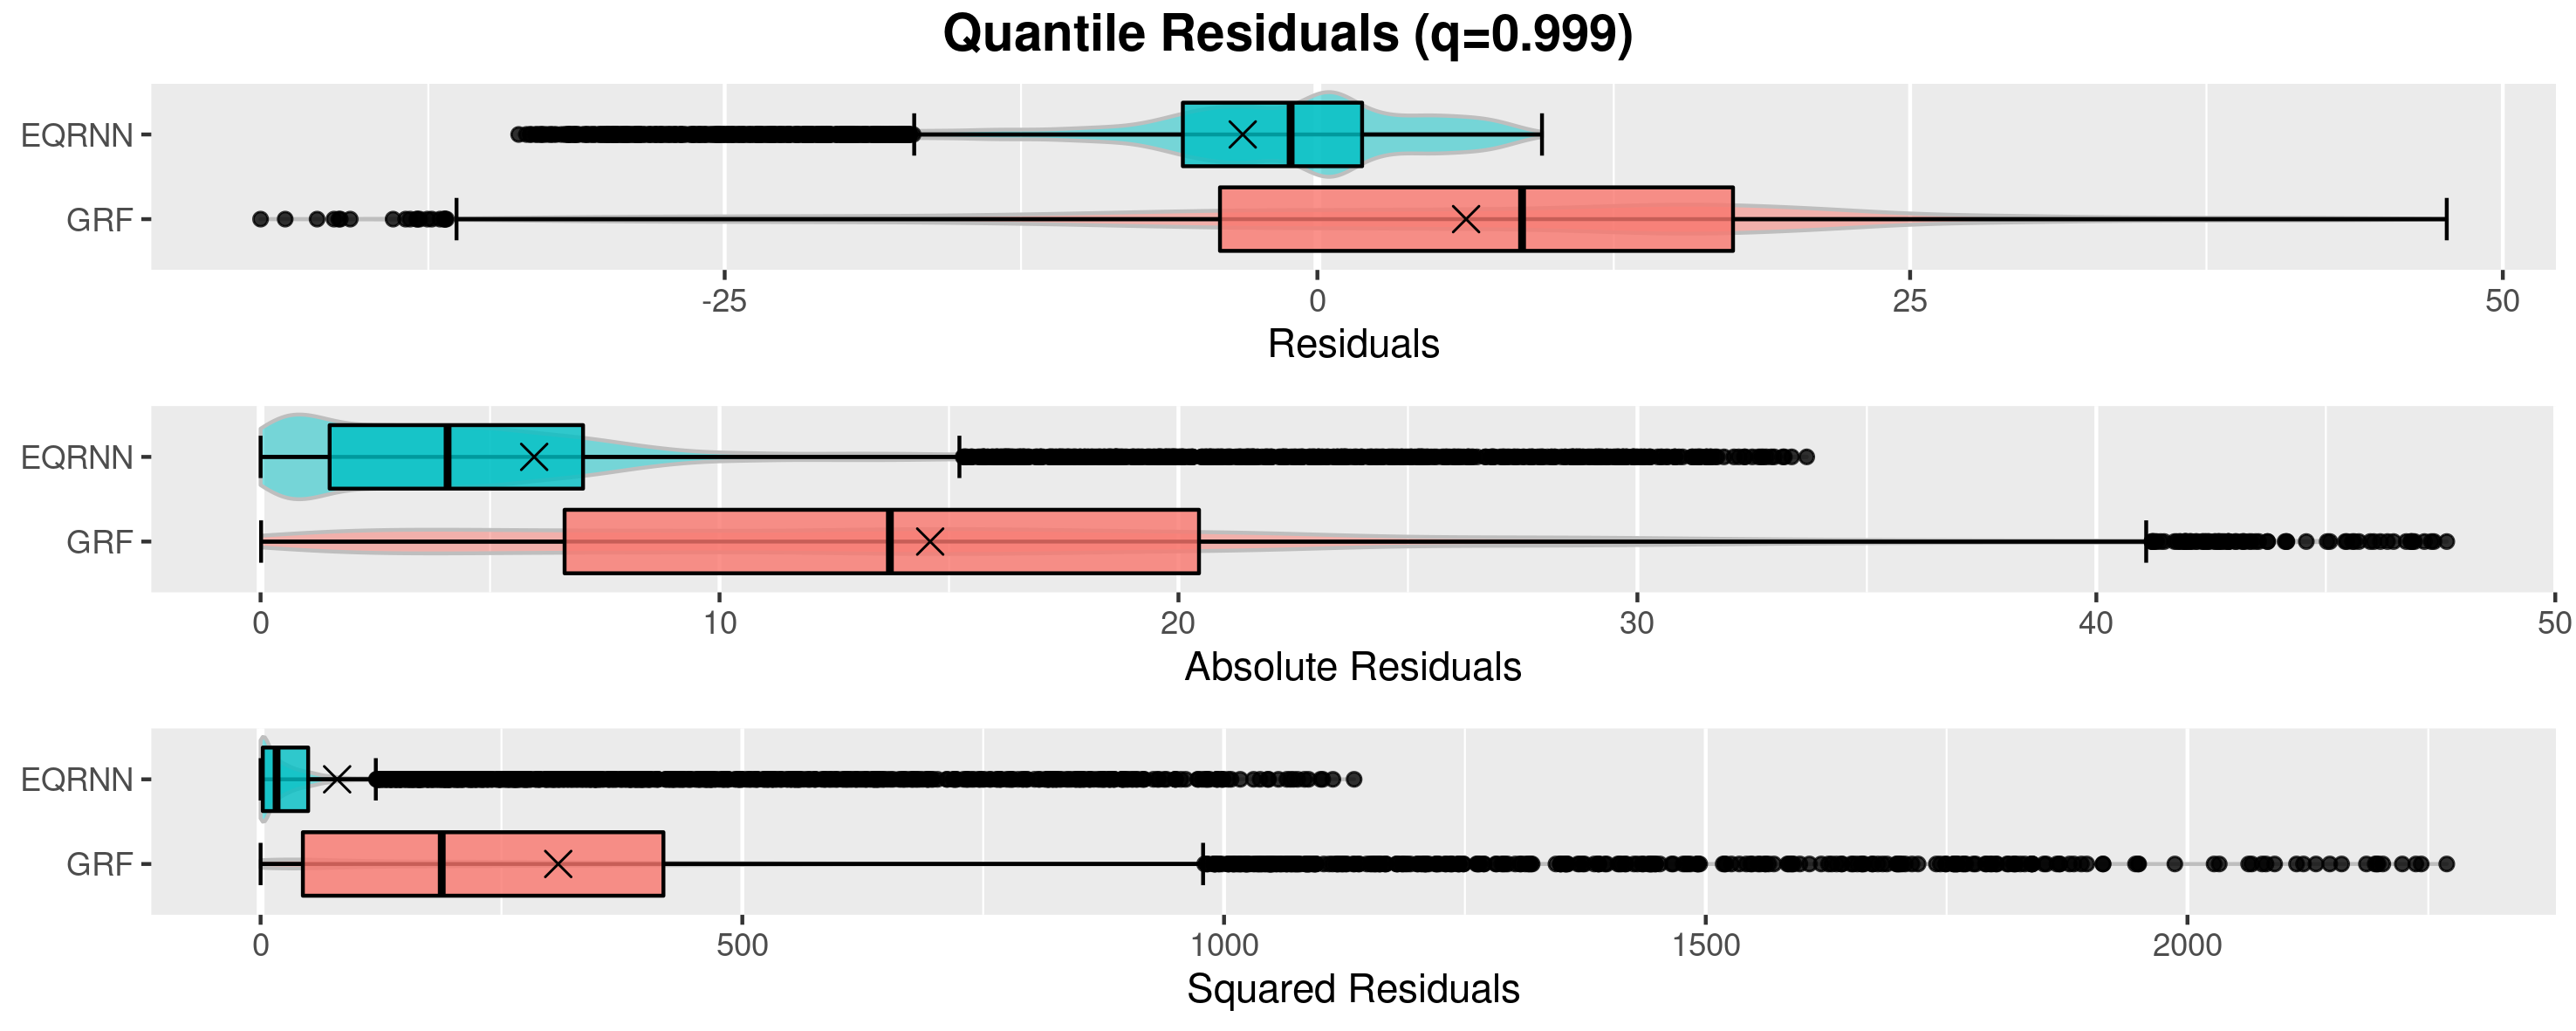 Quantile Residuals (q=0.999)
EQRNN
GRF
-25 0 25 50
Residuals
EQRNN
GRF
0 10 20 30 40 50
Absolute Residuals
EQRNN
GRF
0 500 1000 1500 2000
Squared Residuals